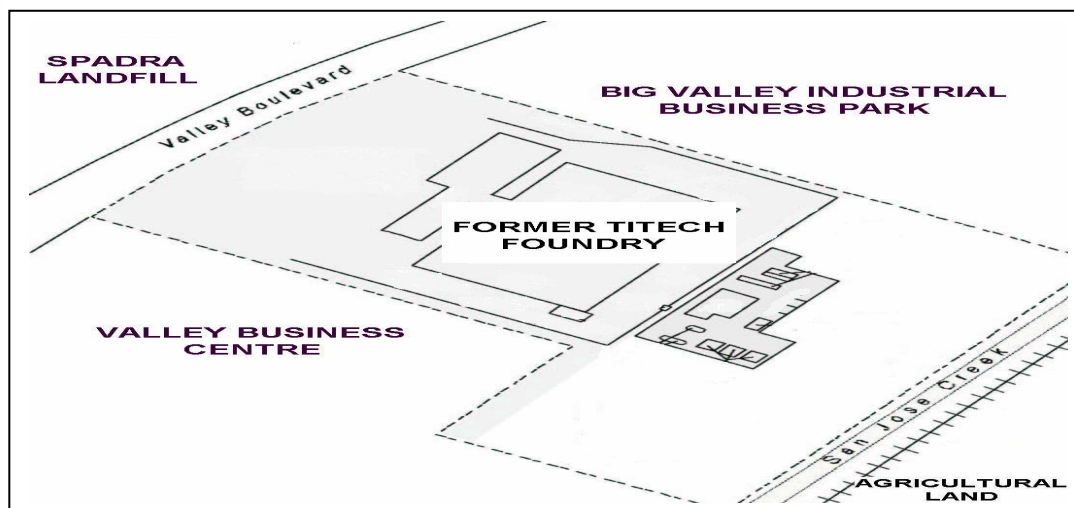 SPADRA
LANDFILL
Valley Boulevard
BIG VALLEY INDUSTRIAL
BUSINESS PARK
FORMER TITECH
FOUNDRY
VALLEY BUSINESS
CENTRE
San Jose Creek
AGRICULTURAL
LAND